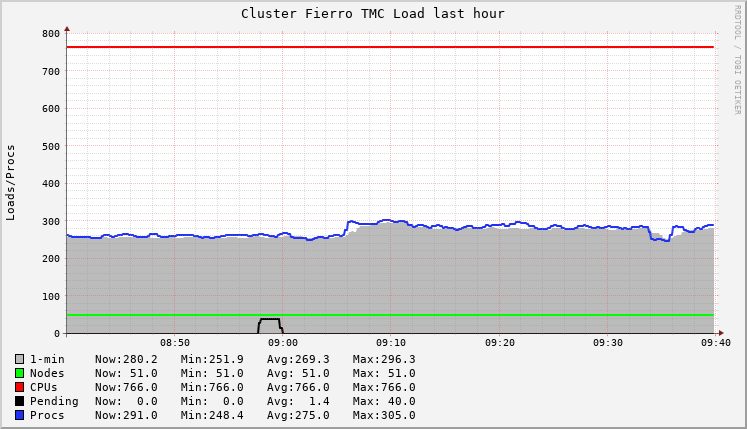 Cluster Fierro TMC Load last hour
RRDTOOL / TOBI OETIKER
Loads/Procs
800
700
600
500
400
300
200
100
0
08:50 09:00 09:10 09:20 09:30 09:40
1-min Now:280.2 Min:251.9 Avg:269.3 Max:296.3
Nodes Now: 51.0 Min: 51.0 Avg: 51.0 Max: 51.0
CPUs Now:766.0 Min:766.0 Avg:766.0 Max:766.0
Pending Now: 0.0 Min: 0.0 Avg: 1.4 Max: 40.0
Procs Now:291.0 Min:248.4 Avg:275.0 Max:305.0